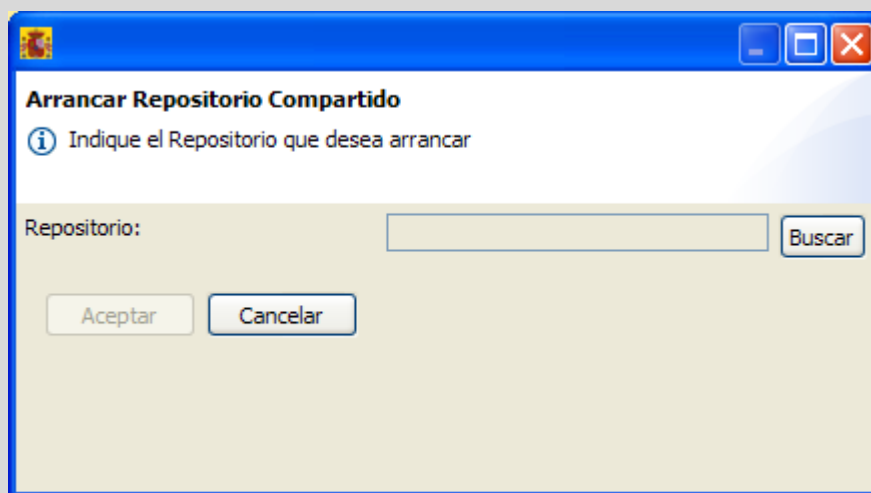 Arrancar Repositorio Compartido
Indique el Repositorio que desea arrancar
Repositorio:
Buscar
Aceptar
Cancelar